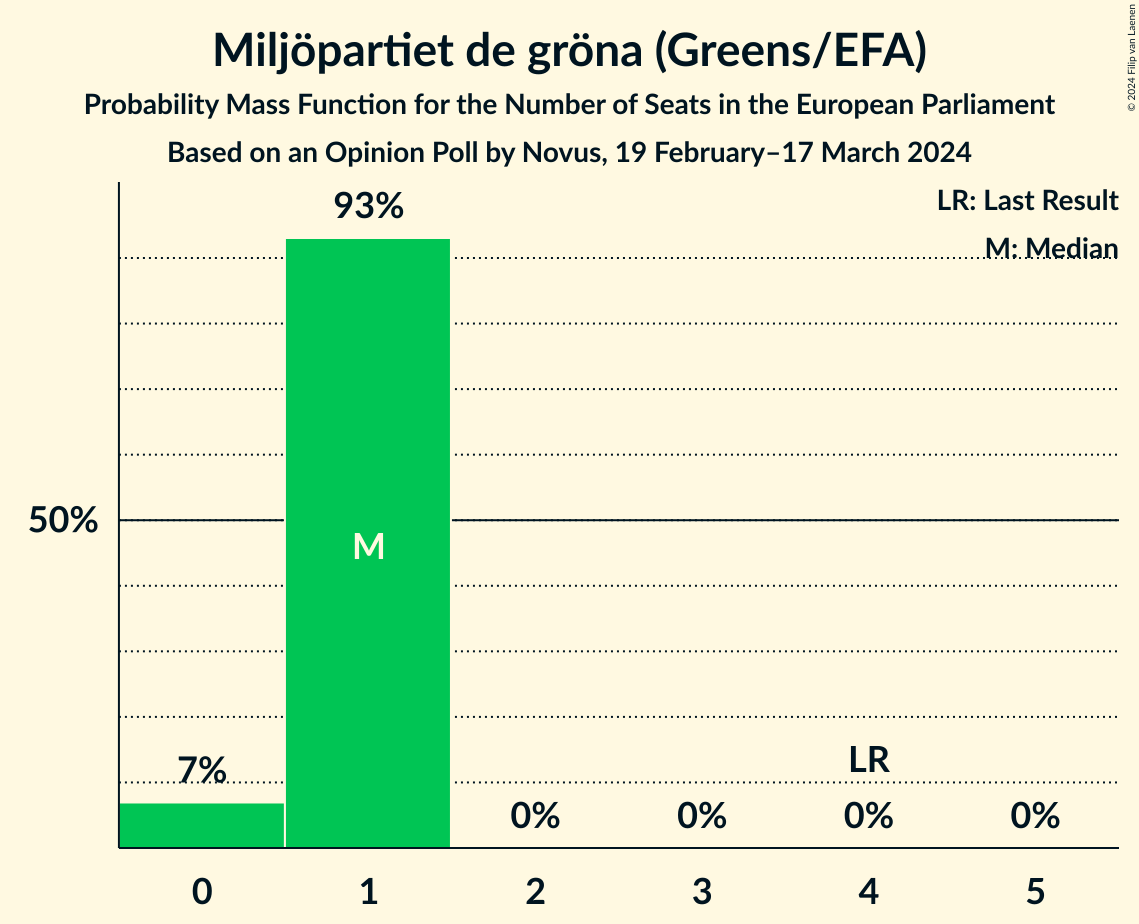 Miljöpartiet de gröna (Greens/EFA)
Probability Mass Function for the Number of Seats in the European Parliament
Based on an Opinion Poll by Novus, 19 February–17 March 2024
© 2024 Filip van Laenen
LR: Last Result
M: Median
93%
50%
M
7%
LR
0% 0% 0% 0%
0 1 2 3 4 5